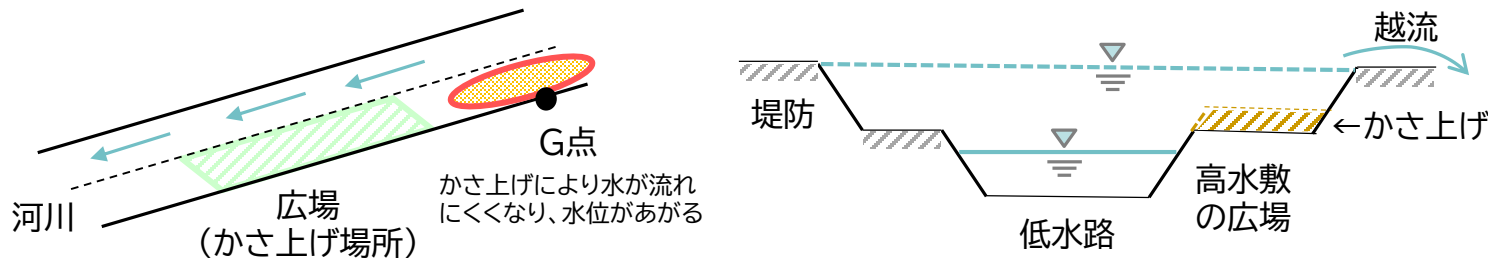 河川
広場
（かさ上げ場所）
G点
かさ上げにより水が流れ
にくくなり、水位があがる
越流
堤防
←かさ上げ
高水敷
の広場
低水路